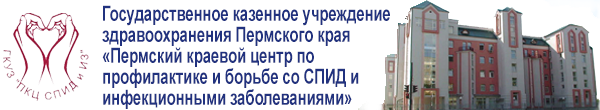 ГКУЗ "ПКЦ СПИД и ИЗ"
Государственное казенное учреждение
здравоохранения Пермского края
«Пермский краевой центр по
профилактике и борьбе со СПИД и
инфекционными заболеваниями»